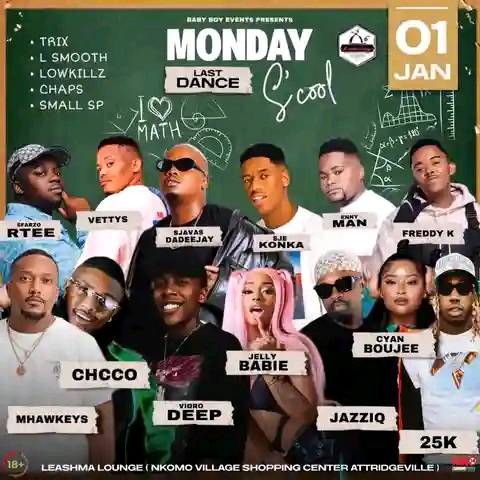 BABY BOY EVENTS PRESENTS
MONDAY
LAST
DANCE
S'cool
01
JAN
• TRIX
• L SMOOTH
• LOWKILLZ
• CHAPS
• SMALL SP
I ♥
MATH
SFARZO
RTEE
VETTYS
SJAVAS
DADEEJAY
SJE
KONKA
ENNY
MAN
FREDDY K
CHCCO
MHAWKEYS
VIGRO
DEEP
JELLY
BABIE
JAZZIQ
CYAN
BOUJEE
25K
18+
LEASHMA LOUNGE ( NKOMO VILLAGE SHOPPING CENTER ATTRIDGEVILLE )